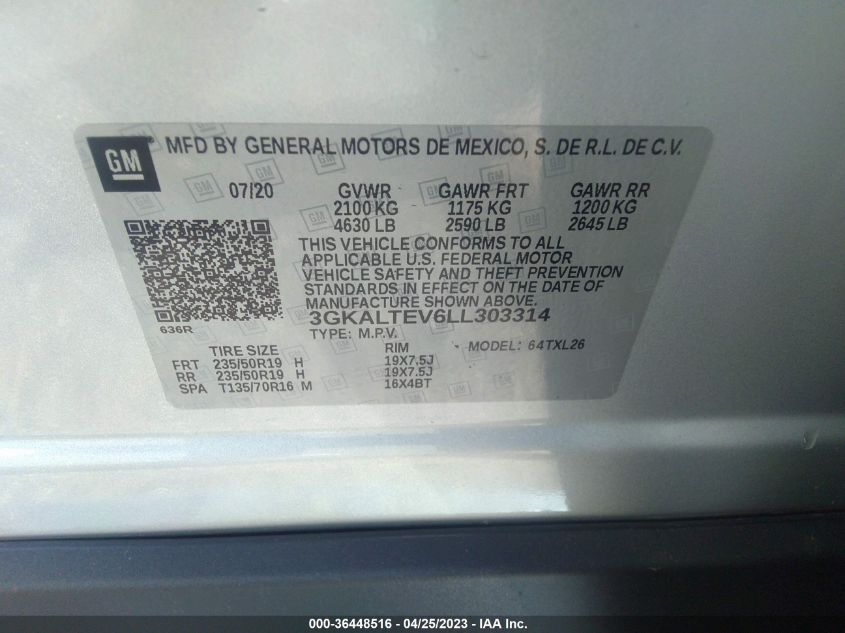 GM
MFD BY GENERAL MOTORS DE MEXICO, S. DE R.L. DE C.V.
07/20 GVWR GAWR FRT GAWR RR
2100 KG 1175 KG 1200 KG
4630 LB 2590 LB 2645 LB
THIS VEHICLE CONFORMS TO ALL
APPLICABLE U.S. FEDERAL MOTOR
VEHICLE SAFETY AND THEFT PREVENTION
STANDARDS IN EFFECT ON THE DATE OF
MANUFACTURE SHOWN ABOVE.
636R
3GKALTEV6LL303314
TYPE: M.P.V. MODEL: 64TXL26
TIRE SIZE RIM
FRT 235/50R19 H 19X7.5J
RR 235/50R19 H 19X7.5J
SPA T135/70R16 M 16X4BT
000-36448516 - 04/25/2023 - IAA Inc.